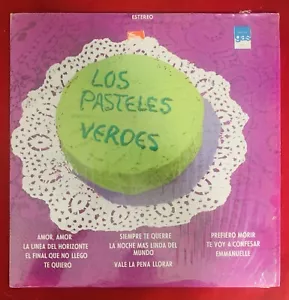 ESTEREO
LOS
PASTELES
VERDES
AMOR, AMOR
LA LINEA DEL HORIZONTE
EL FINAL QUE NO LLEGO
TE QUIERO
SIEMPRE TE QUERRE
LA NOCHE MAS LINDA DEL
MUNDO
VALE LA PENA LLORAR
PREFIERO MORIR
TE VOY A CONFESAR
EMMANUELLE